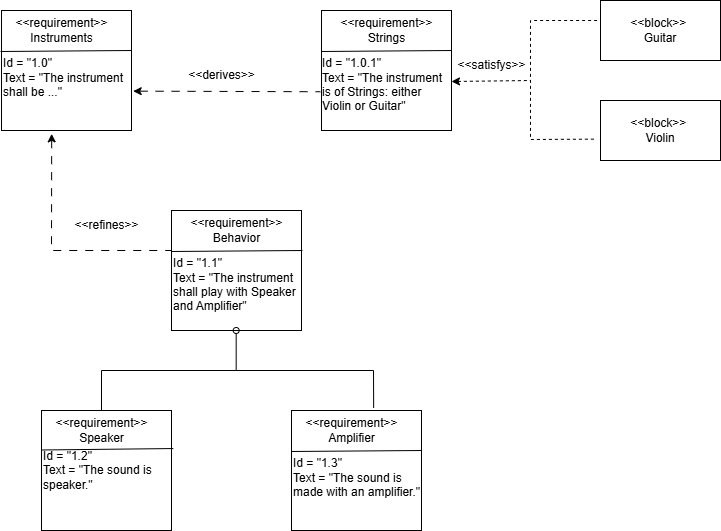 <<requirement>>
Instruments
Id = "1.0"
Text = "The instrument
shall be ..."
<<derives>>
<<requirement>>
Strings
Id = "1.0.1"
Text = "The instrument
is of Strings: either
Violin or Guitar"
<<satisfys>>
<<block>>
Guitar
<<block>>
Violin
<<refines>>
<<requirement>>
Behavior
Id = "1.1"
Text = "The instrument
shall play with Speaker
and Amplifier"
<<requirement>>
Speaker
Id = "1.2"
Text = "The sound is
speaker."
<<requirement>>
Amplifier
Id = "1.3"
Text = "The sound is
made with an amplifier."